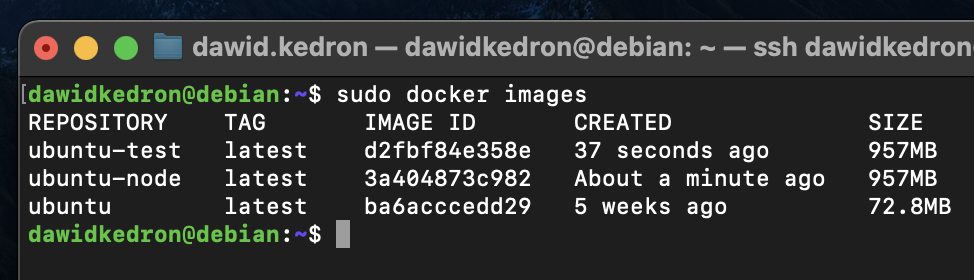 dawid.kedron — dawidkedron@debian: ~ — ssh dawidkedron
[dawidkedron@debian:~$ sudo docker images
REPOSITORY TAG IMAGE ID CREATED SIZE
ubuntu-test latest d2fbf84e358e 37 seconds ago 957MB
ubuntu-node latest 3a404873c982 About a minute ago 957MB
ubuntu latest ba6acccedd29 5 weeks ago 72.8MB
dawidkedron@debian:~$